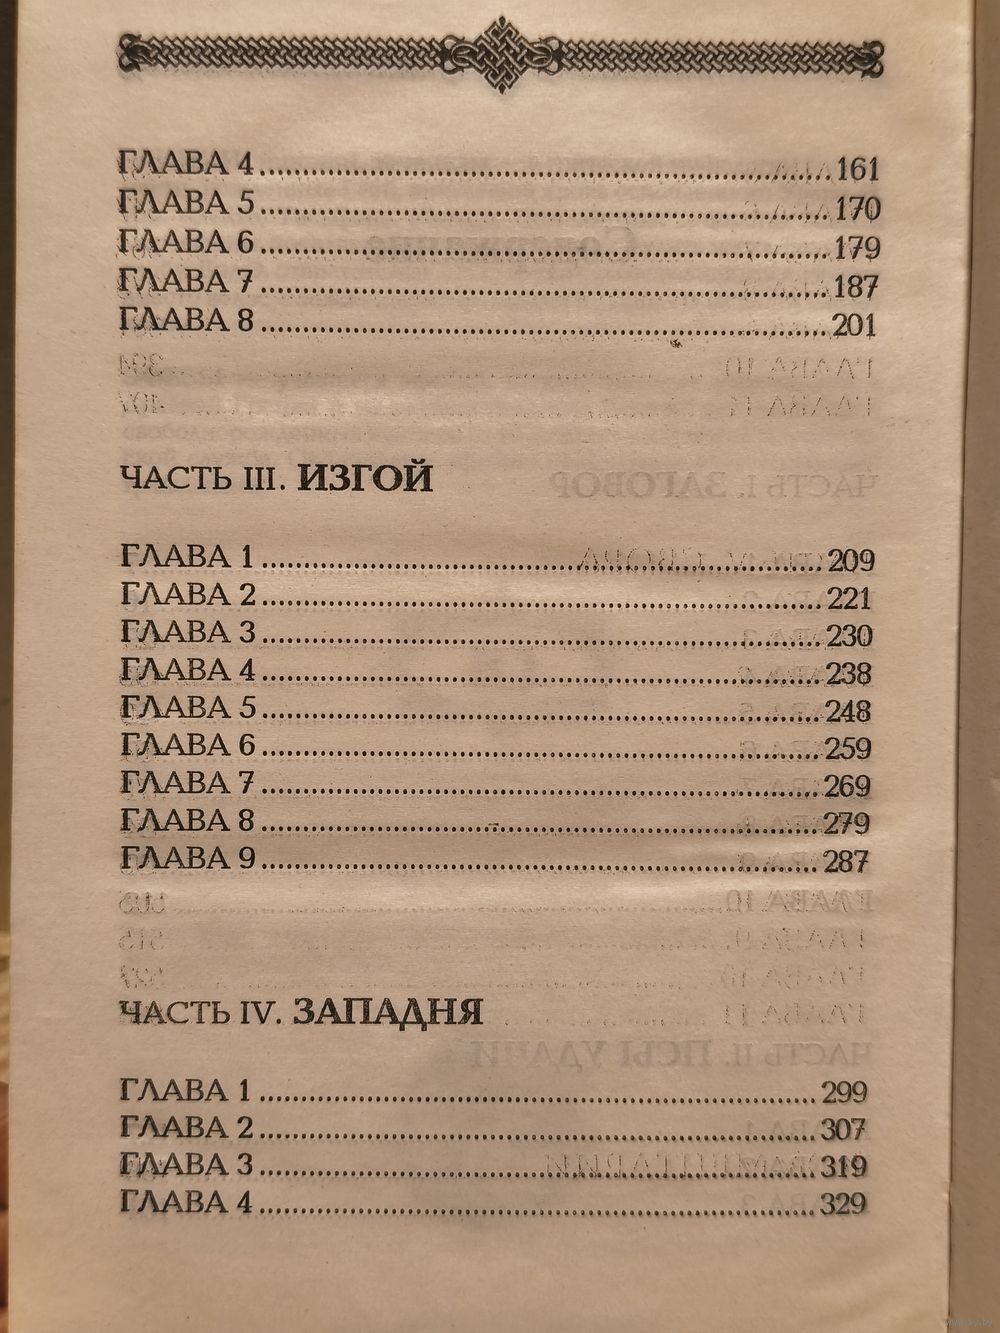 ГЛАВА 4........................................................................161
ГЛАВА 5........................................................................170
ГЛАВА 6........................................................................179
ГЛАВА 7........................................................................187
ГЛАВА 8........................................................................201
ЧАСТЬ III. ИЗГОЙ
ГЛАВА 1........................................................................209
ГЛАВА 2........................................................................221
ГЛАВА 3........................................................................230
ГЛАВА 4........................................................................238
ГЛАВА 5........................................................................248
ГЛАВА 6........................................................................259
ГЛАВА 7........................................................................269
ГЛАВА 8........................................................................279
ГЛАВА 9........................................................................287
ЧАСТЬ IV. ЗАПАДНЯ
ГЛАВА 1........................................................................299
ГЛАВА 2........................................................................307
ГЛАВА 3........................................................................319
ГЛАВА 4........................................................................329